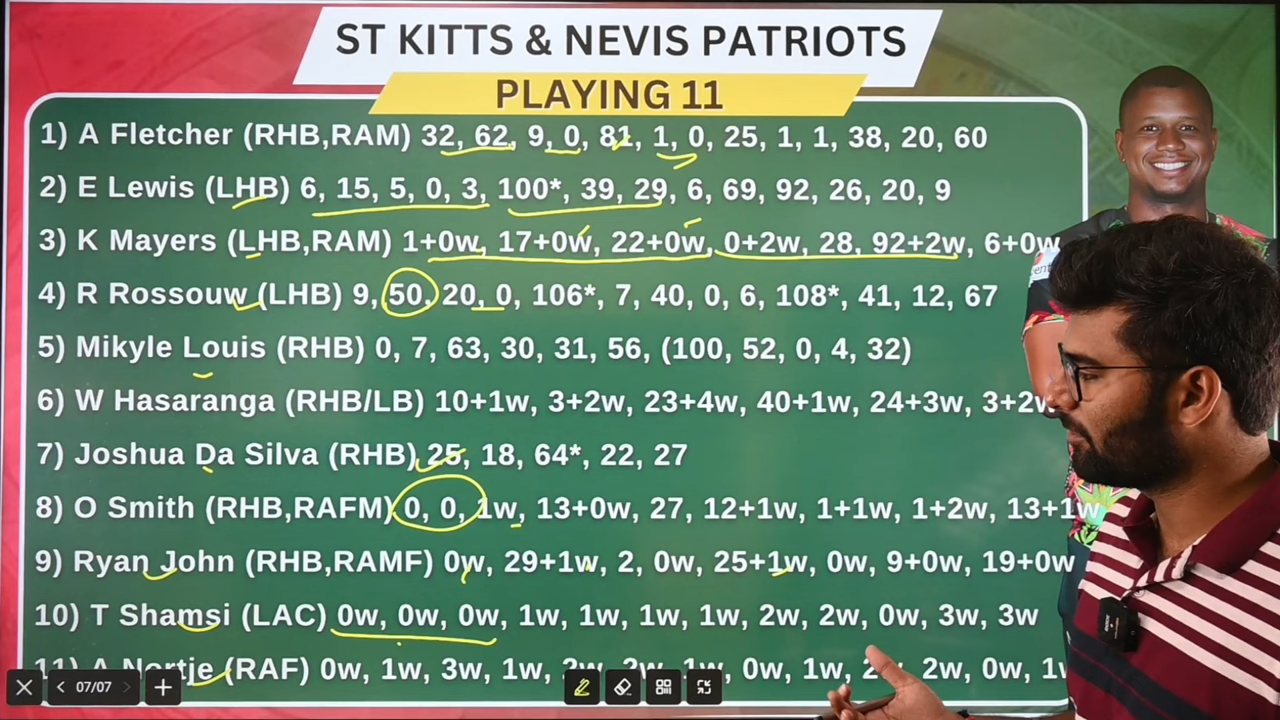 ST KITTS & NEVIS PATRIOTS
PLAYING 11
1) A Fletcher (RHB,RAM) 32, 62, 9, 0, 81, 1, 0, 25, 1, 1, 38, 20, 60
2) E Lewis (LHB) 6, 15, 5, 0, 3, 100*, 39, 29, 6, 69, 92, 26, 20, 9
3) K Mayers (LHB,RAM) 1+0w, 17+0w, 22+0w, 0+2w, 28, 92+2w, 6+0w
4) R Rossouw (LHB) 9, 50, 20, 0, 106*, 7, 40, 0, 6, 108*, 41, 12, 67
5) Mikyle Louis (RHB) 0, 7, 63, 30, 31, 56, (100, 52, 0, 4, 32)
6) W Hasaranga (RHB/LB) 10+1w, 3+2w, 23+4w, 40+1w, 24+3w, 3+2w
7) Joshua Da Silva (RHB) 25, 18, 64*, 22, 27
8) O Smith (RHB,RAFM) 0, 0, 1w, 13+0w, 27, 12+1w, 1+1w, 1+2w, 13+1w
9) Ryan John (RHB,RAMF) 0w, 29+1w, 2, 0w, 25+1w, 0w, 9+0w, 19+0w
10) T Shamsi (LAC) 0w, 0w, 0w, 1w, 1w, 1w, 1w, 2w, 2w, 0w, 3w, 3w
11) A Nortje (RAF) 0w, 1w, 3w, 1w, 2w, 2w, 1w, 0w, 1w, 2w, 2w, 0w,
07/07